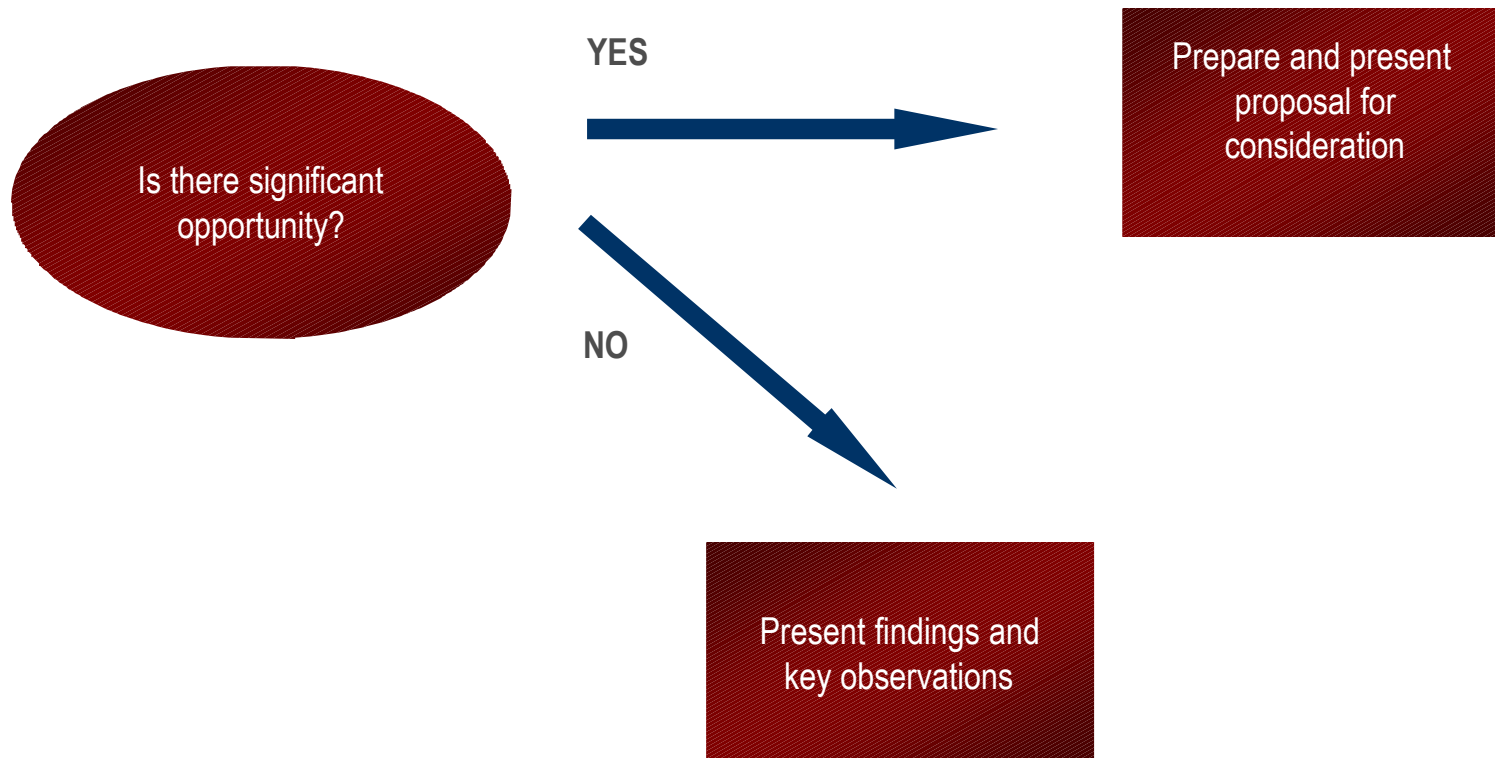 YES
Prepare and present
proposal for
consideration
Is there significant
opportunity?
NO
Present findings and
key observations